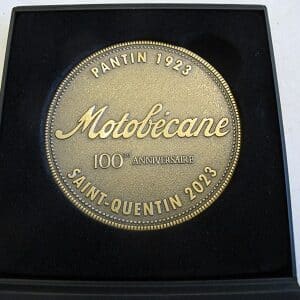 PANTIN 1923
Motobécane
100ÈME ANNIVERSAIRE
SAINT-QUENTIN 2023